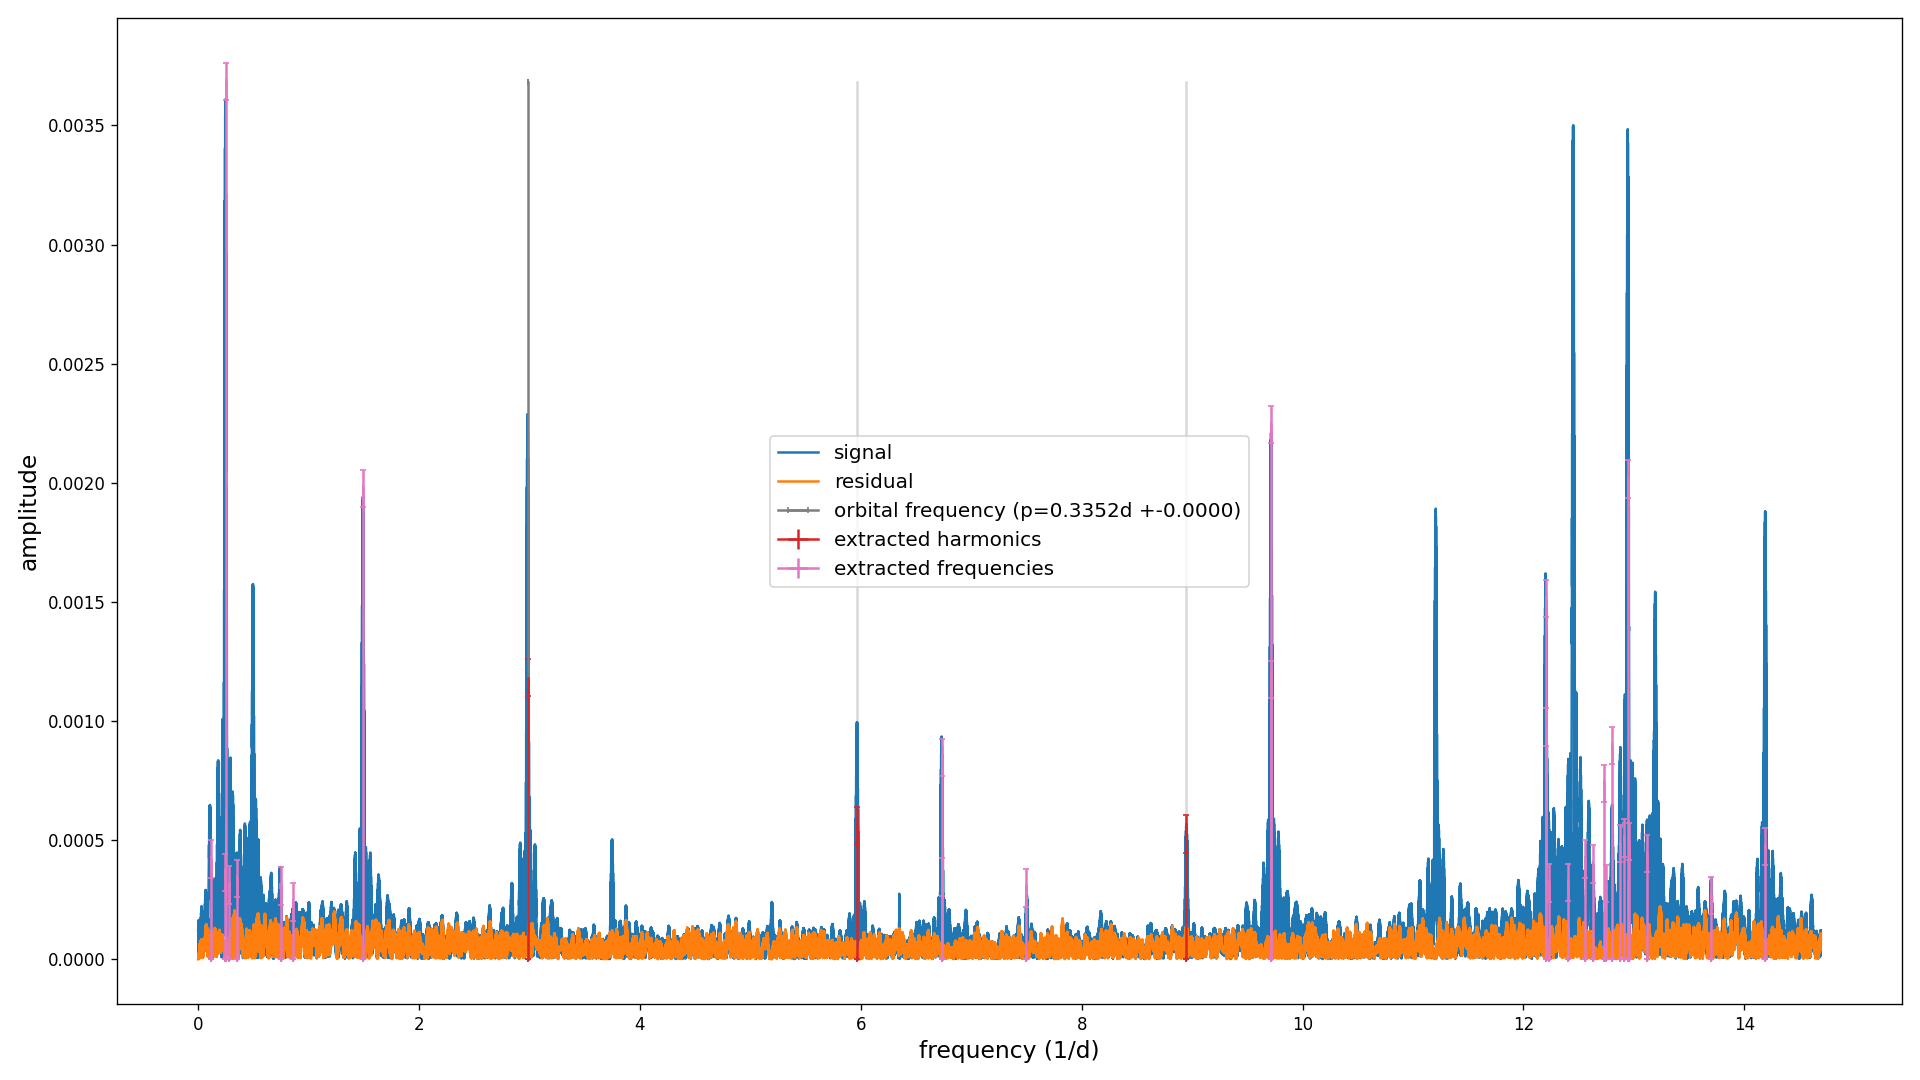 0.0035
0.0030
0.0025
0.0020
0.0015
0.0010
0.0005
0.0000
amplitude
signal
residual
orbital frequency (p=0.3352d +-0.0000)
extracted harmonics
extracted frequencies
0 2 4 6 8 10 12 14
frequency (1/d)